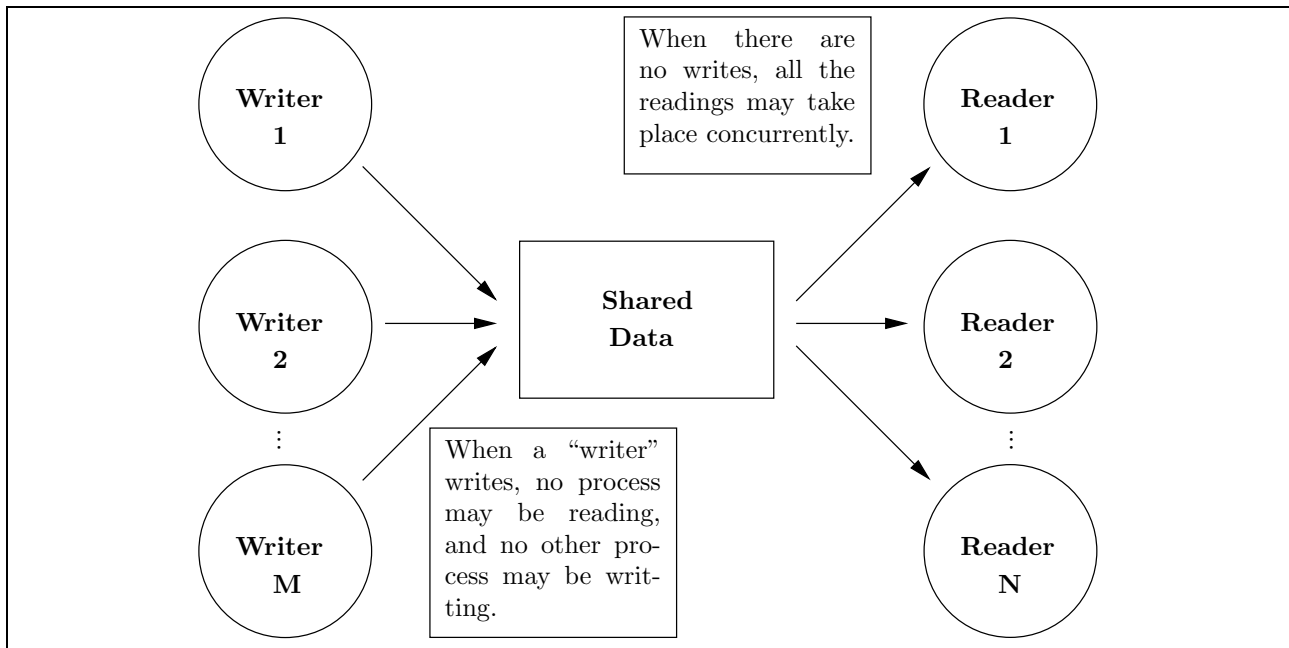 Writer
1
When there are
no writes, all the
readings may take
place concurrently.
Reader
1
Writer
2
Shared
Data
Reader
2
⋮
⋮
Writer
M
When a “writer”
writes, no process
may be reading,
and no other pro-
cess may be writ-
ting.
Reader
N